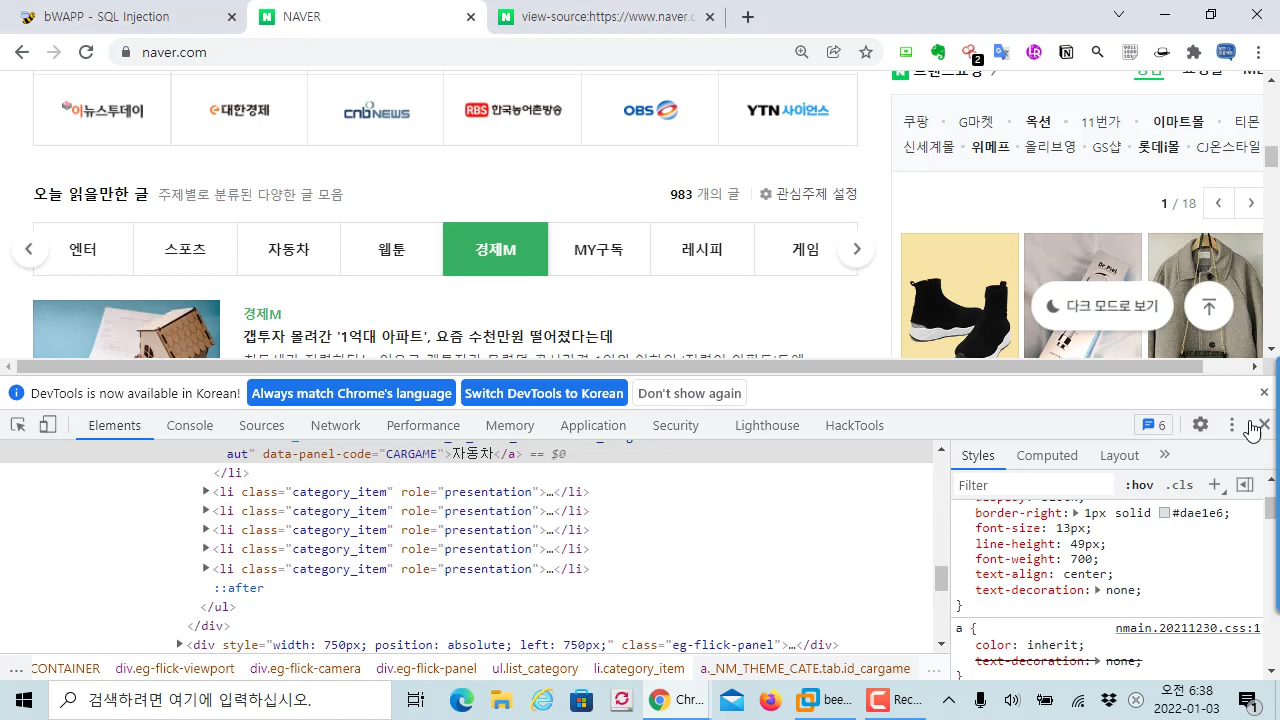 bWAPP - SQL Injection
NAVER
view-source:https://www.naver.c
naver.com
2
이뉴스투데이
대한경제
CNBNEWS
RBS 한국농어촌방송
OBS
YTN 사이언스
쿠팡 G마켓 옥션 11번가 이마트몰 티몬
신세계몰 위메프 올리브영 GS샵 롯데i몰 CJ온스타일
오늘 읽을만한 글 주제별로 분류된 다양한 글 모음
983 개의 글 관심주제 설정
1 / 18
엔터
스포츠
자동차
웹툰
경제M
MY구독
레시피
게임
다크 모드로 보기
경제M
갭투자 몰려간 '1억대 아파트', 요즘 수천만원 떨어졌다는데
DevTools is now available in Korean!
Always match Chrome's language
Switch DevTools to Korean
Don't show again
Elements
Console
Sources
Network
Performance
Memory
Application
Security
Lighthouse
HackTools
6
aut" data-panel-code="CARGAME">자동차</a> == $0
</li>
<li class="category_item" role="presentation">…</li>
<li class="category_item" role="presentation">…</li>
<li class="category_item" role="presentation">…</li>
<li class="category_item" role="presentation">…</li>
<li class="category_item" role="presentation">…</li>
::after
</ul>
</div>
<div style="width: 750px; position: absolute; left: 750px;" class="eg-flick-panel">…</div>
... CONTAINER div.eg-flick-viewport div.eg-flick-camera div.eg-flick-panel ul.list_category li.category_item a._NM_THEME_CATE.tab.id_cargame ...
Styles
Computed
Layout
Filter
:hov
.cls
border-right: 1px solid #dae1e6;
font-size: 13px;
line-height: 49px;
font-weight: 700;
text-align: center;
text-decoration: none;
}
a { nmain.20211230.css:1
color: inherit;
text-decoration: none;
검색하려면 여기에 입력하십시오.
Chr...
bee...
Rec...
오전 6:38
2022-01-03
1